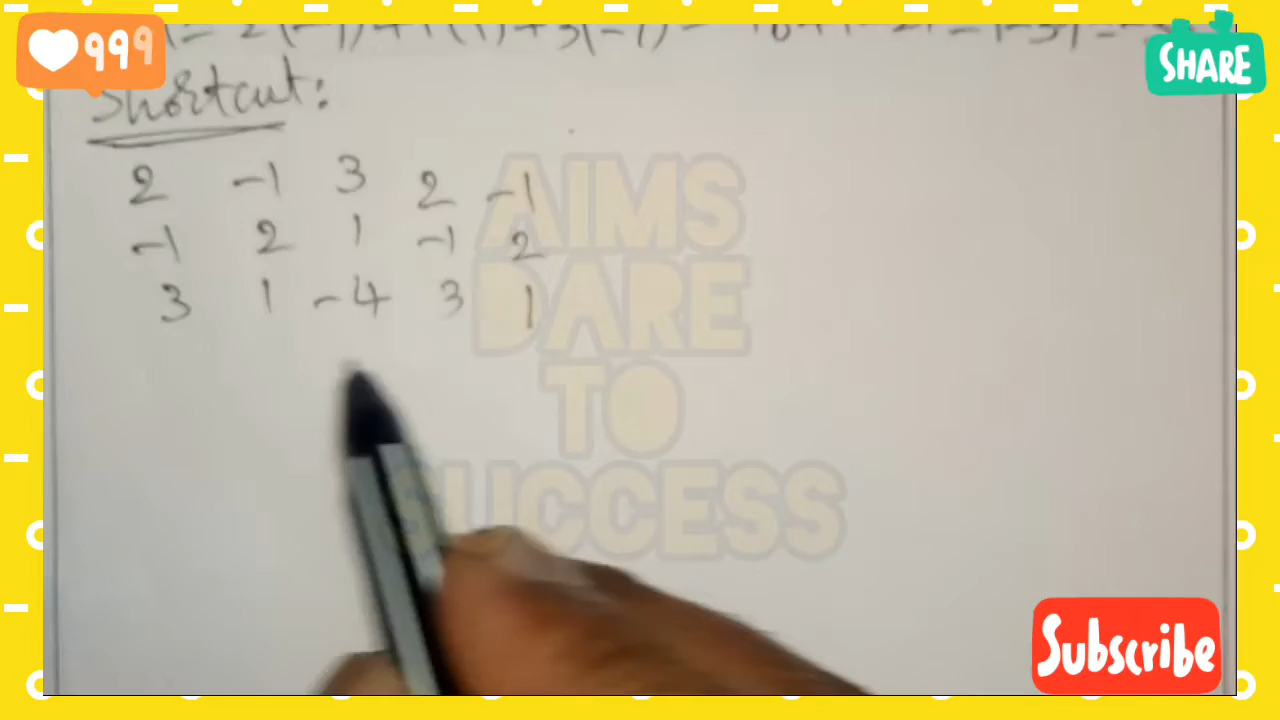 999
SHARE
Shortcut:
2 -1 3 2 -1
-1 2 1 -1 2
3 1 -4 3 1
AIMS
DARE
TO
SUCCESS
Subscribe